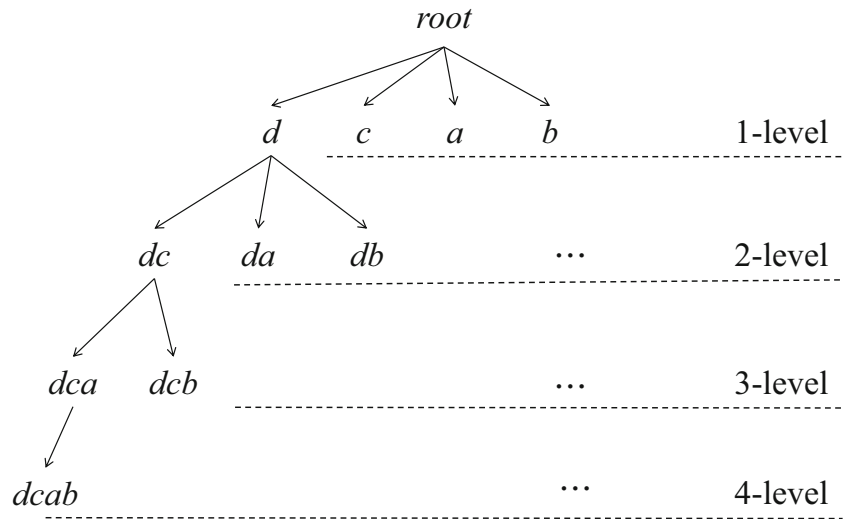 root
d c a b 1-level
dc da db ... 2-level
dca dcb ... 3-level
dcab ... 4-level